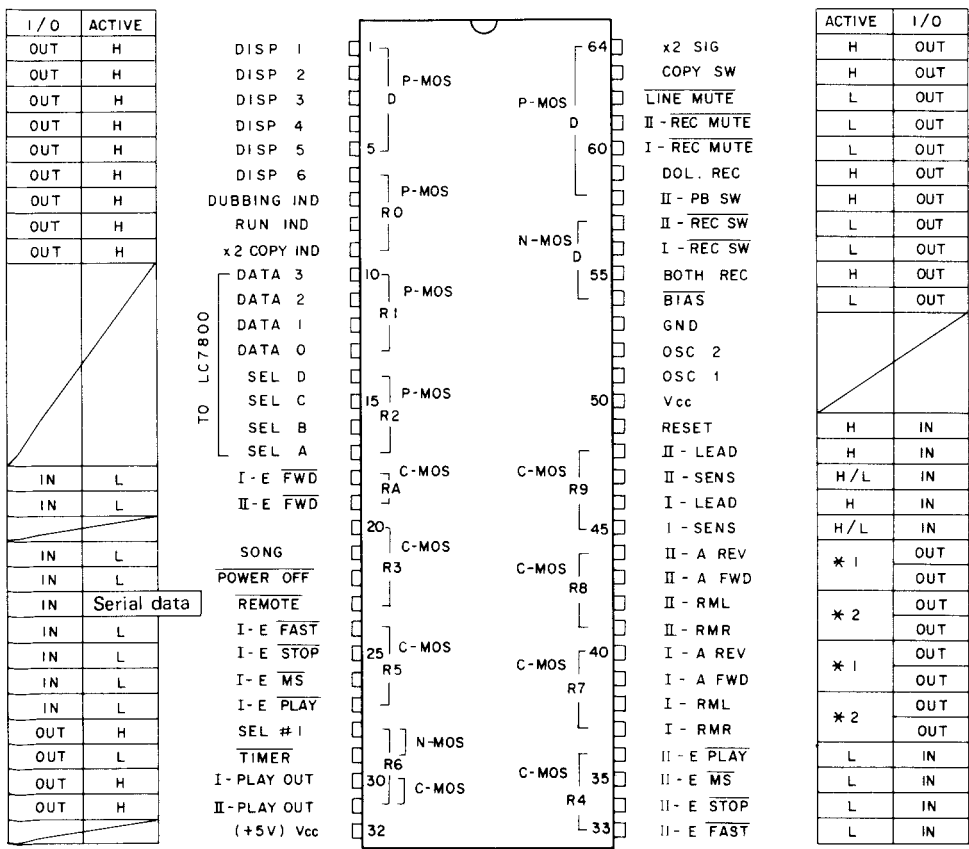 I/O ACTIVE ACTIVE I/O
OUT H DISP 1 1 64 x2 SIG H OUT
OUT H DISP 2 P-MOS COPY SW H OUT
OUT H DISP 3 D P-MOS LINE MUTE L OUT
OUT H DISP 4 D II - REC MUTE L OUT
OUT H DISP 5 5 60 I - REC MUTE L OUT
OUT H DISP 6 DOL. REC H OUT
OUT H DUBBING IND P-MOS II - PB SW H OUT
OUT H RUN IND R0 II - REC SW L OUT
OUT H x2 COPY IND N-MOS D I - REC SW L OUT
TO LC7800
DATA 3 10 55 BOTH REC H OUT
DATA 2 P-MOS BIAS L OUT
DATA 1 R1 GND
DATA 0 OSC 2
SEL D OSC 1
SEL C 15 P-MOS R2 50 Vcc
SEL B RESET H IN
SEL A II - LEAD H IN
IN L I-E FWD C-MOS RA C-MOS R9 II - SENS H/L IN
IN L II-E FWD I - LEAD H IN
20 45 I - SENS H/L IN
IN L SONG C-MOS II - A REV *1 OUT
IN L POWER OFF R3 C-MOS R8 II - A FWD OUT
IN Serial data REMOTE II - RML *2 OUT
IN L I-E FAST II - RMR OUT
IN L I-E STOP 25 C-MOS R5 40 I - A REV *1 OUT
IN L I-E MS C-MOS R7 I - A FWD OUT
IN L I-E PLAY I - RML *2 OUT
OUT H SEL #1 N-MOS I - RMR OUT
OUT L TIMER R6 II - E PLAY L IN
OUT H I-PLAY OUT 30 C-MOS C-MOS 35 II - E MS L IN
OUT H II-PLAY OUT R4 II - E STOP L IN
(+5V) Vcc 32 33 II - E FAST L IN